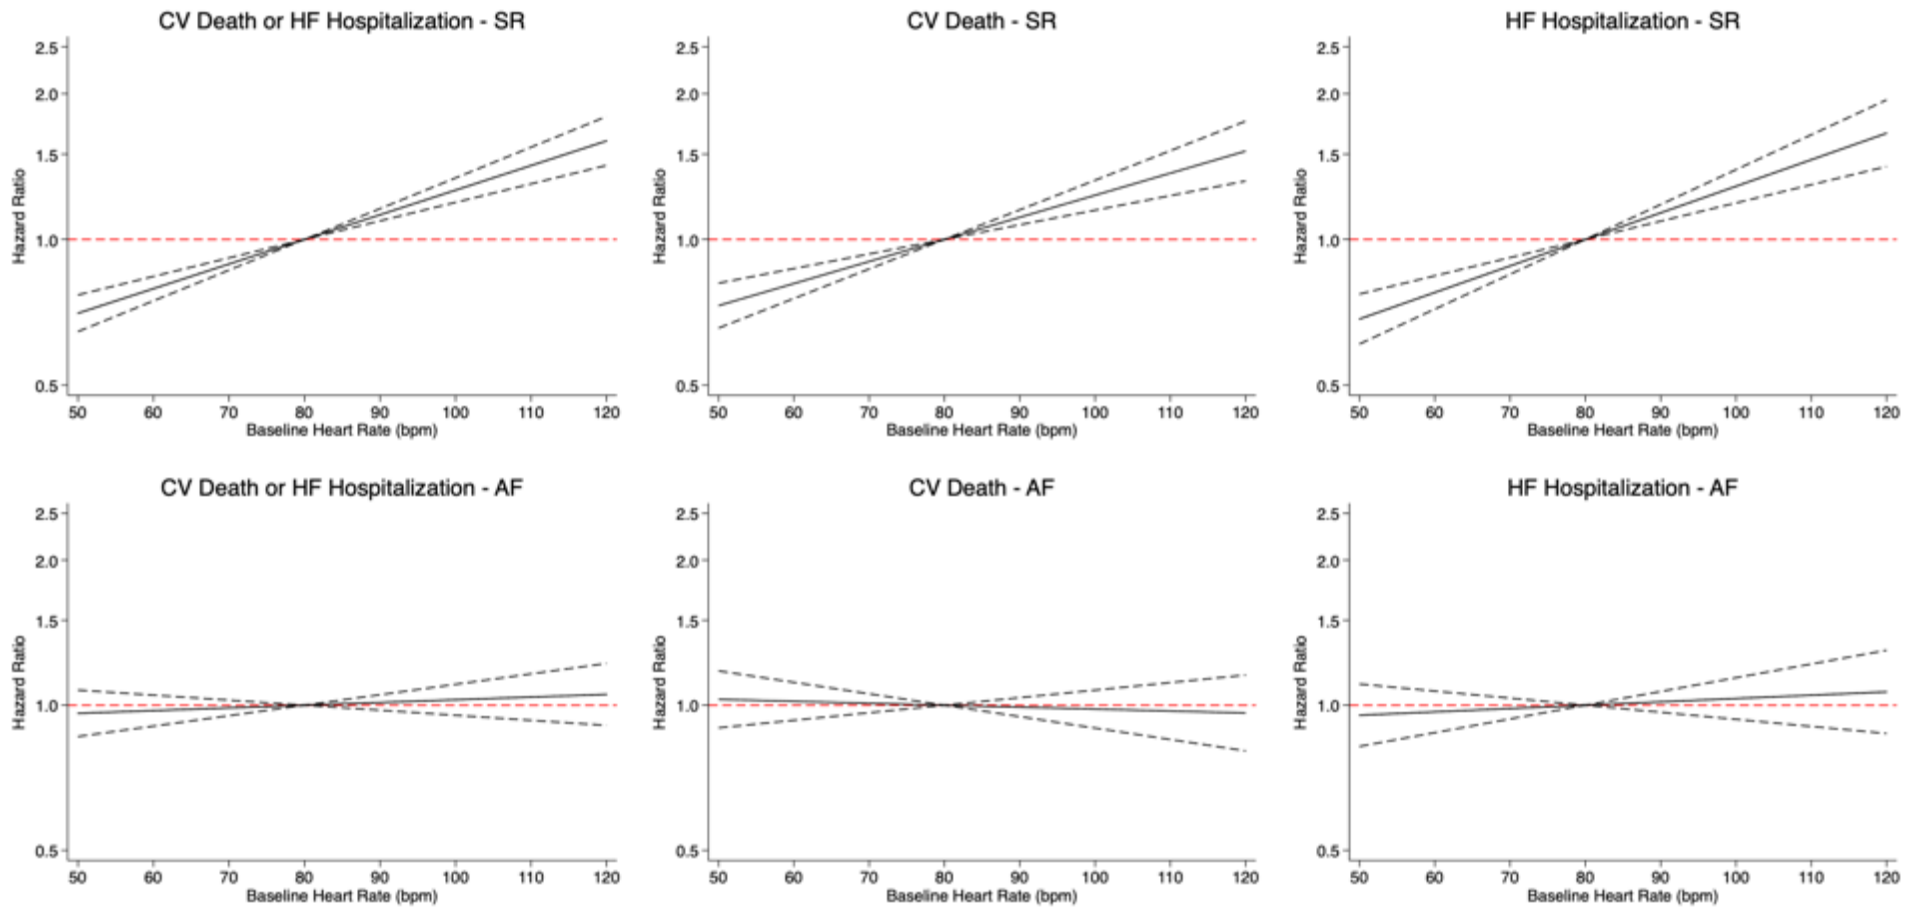 CV Death or HF Hospitalization - SR
2.5
2.0
1.5
1.0
0.5
Hazard Ratio
50 60 70 80 90 100 110 120
Baseline Heart Rate (bpm)
CV Death - SR
2.5
2.0
1.5
1.0
0.5
Hazard Ratio
50 60 70 80 90 100 110 120
Baseline Heart Rate (bpm)
HF Hospitalization - SR
2.5
2.0
1.5
1.0
0.5
Hazard Ratio
50 60 70 80 90 100 110 120
Baseline Heart Rate (bpm)
CV Death or HF Hospitalization - AF
2.5
2.0
1.5
1.0
0.5
Hazard Ratio
50 60 70 80 90 100 110 120
Baseline Heart Rate (bpm)
CV Death - AF
2.5
2.0
1.5
1.0
0.5
Hazard Ratio
50 60 70 80 90 100 110 120
Baseline Heart Rate (bpm)
HF Hospitalization - AF
2.5
2.0
1.5
1.0
0.5
Hazard Ratio
50 60 70 80 90 100 110 120
Baseline Heart Rate (bpm)